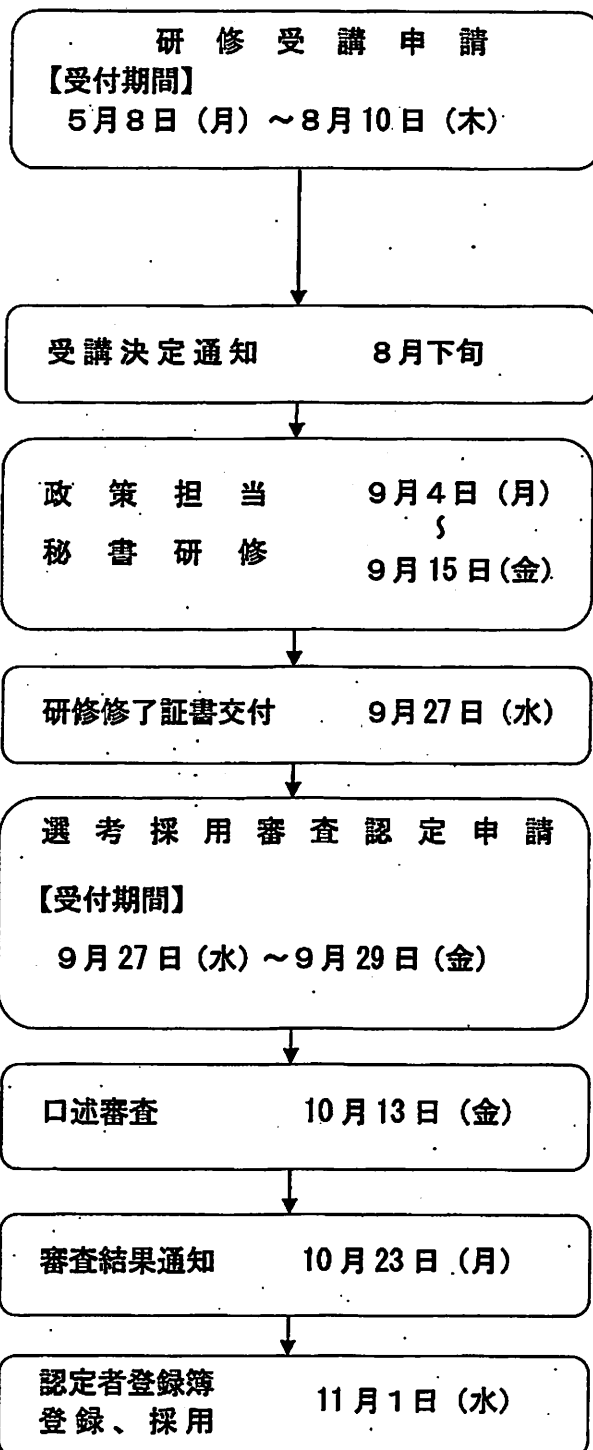 研修受講申請
【受付期間】
5月8日(月)~8月10日(木)
受講決定通知 8月下旬
政策担当 9月4日(月)
〜
秘書研修 9月15日(金)
研修修了証書交付 9月27日(水)
選考採用審査認定申請
【受付期間】
9月27日(水)~9月29日(金)
口述審査 10月13日(金)
審査結果通知 10月23日(月)
認定者登録簿
登録、採用 11月1日(水)